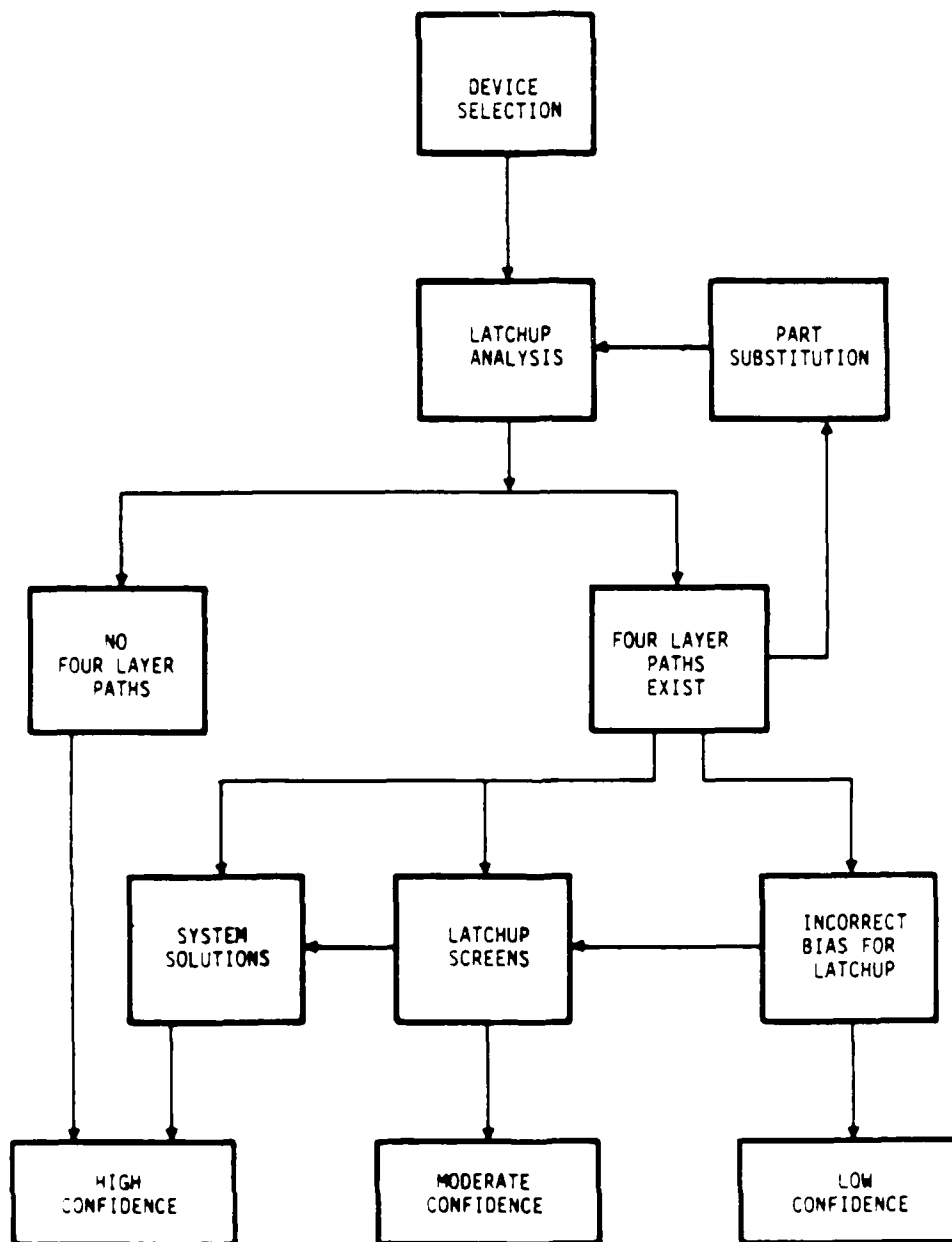 DEVICE
SELECTION
LATCHUP
ANALYSIS
PART
SUBSTITUTION
NO
FOUR LAYER
PATHS
FOUR LAYER
PATHS
EXIST
SYSTEM
SOLUTIONS
LATCHUP
SCREENS
INCORRECT
BIAS FOR
LATCHUP
HIGH
CONFIDENCE
MODERATE
CONFIDENCE
LOW
CONFIDENCE